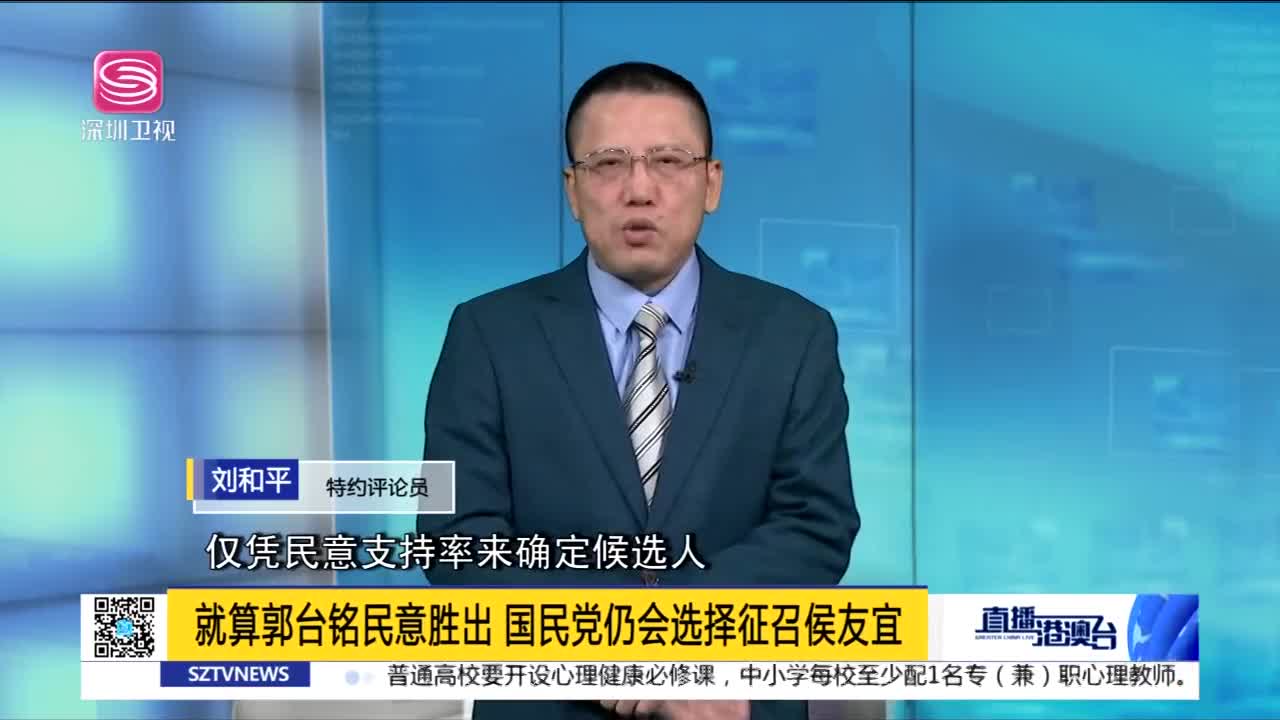 深圳卫视
刘和平
特约评论员
仅凭民意支持率来确定候选人
就算郭台铭民意胜出 国民党仍会选择征召侯友宜
直播港澳台
GREATER CHINA LIVE
SZTVNEWS
普通高校要开设心理健康必修课，中小学每校至少配1名专（兼）职心理教师。